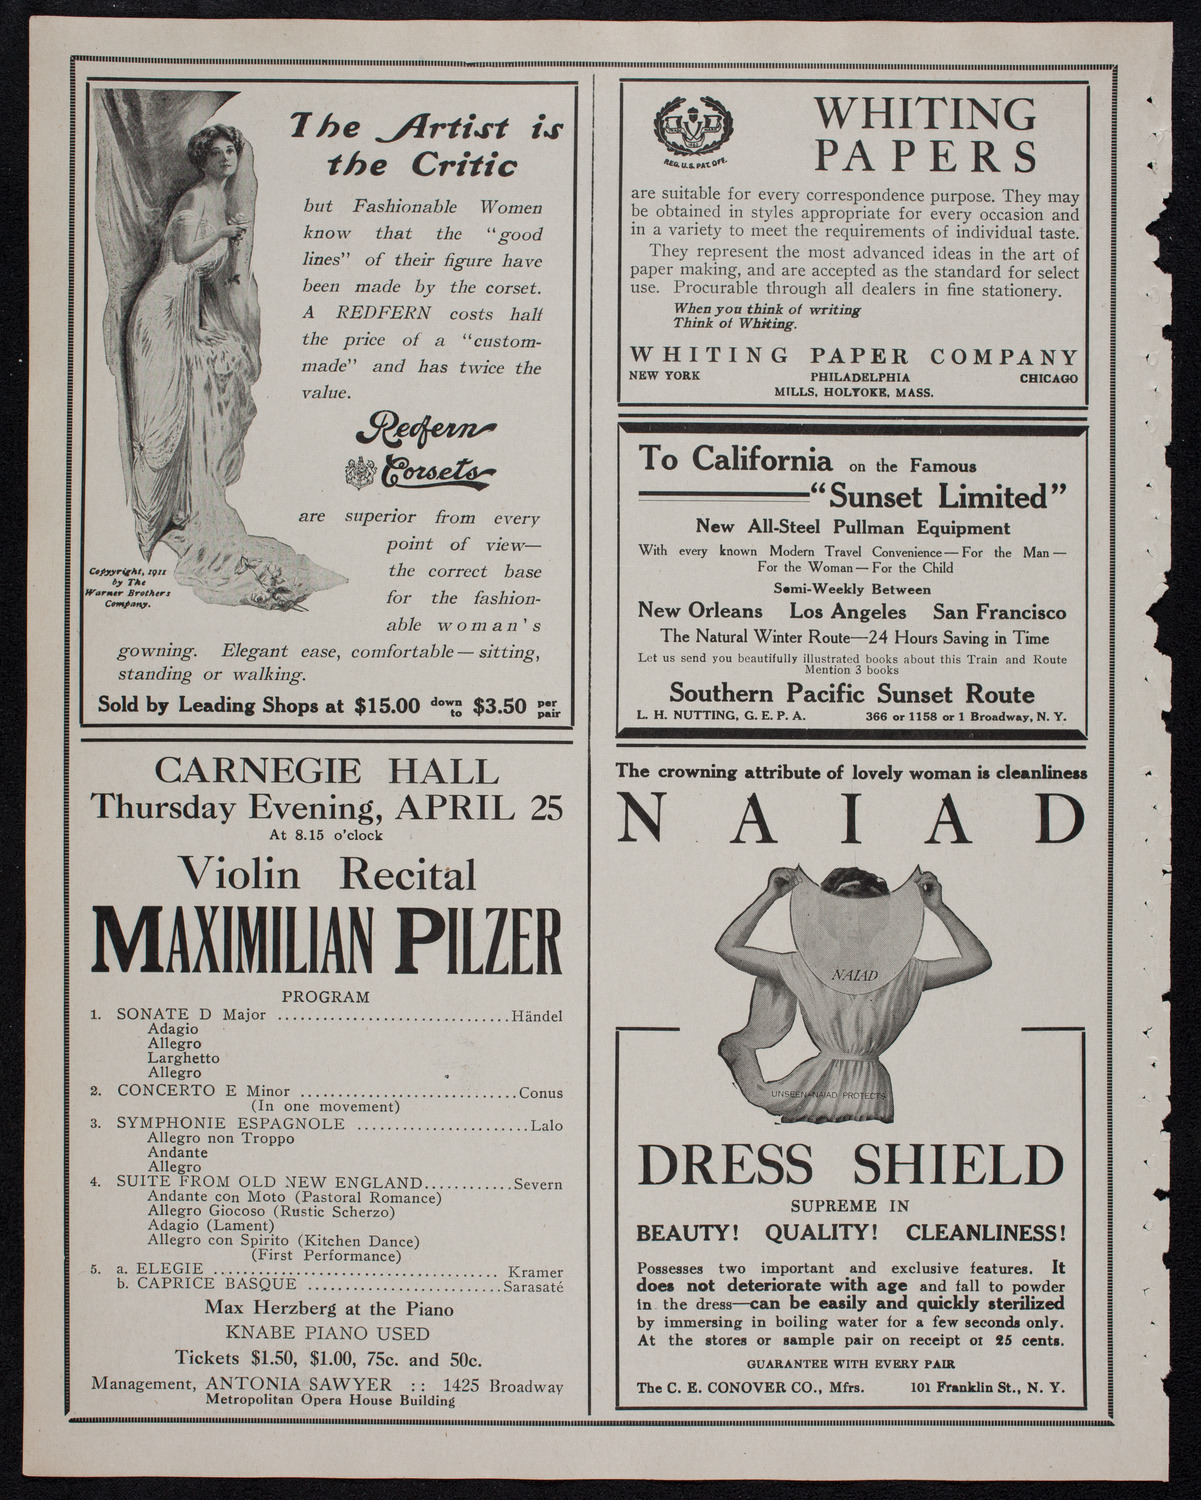 The Artist is
the Critic
but Fashionable Women
know that the "good
lines" of their figure have
been made by the corset.
A REDFERN costs half
the price of a "custom-
made" and has twice the
value.
Redfern
Corsets
are superior from every
point of view—
the correct base
for the fashion-
able woman's
gowning. Elegant ease, comfortable—sitting,
standing or walking.
Copyright, 1911
by The
Warner Brothers
Company.
Sold by Leading Shops at $15.00 down to $3.50 per pair
CARNEGIE HALL
Thursday Evening, APRIL 25
At 8.15 o'clock
Violin Recital
MAXIMILIAN PILZER
PROGRAM
1. SONATE D Major ..............................Händel
Adagio
Allegro
Larghetto
Allegro
2. CONCERTO E Minor ............................Conus
(In one movement)
3. SYMPHONIE ESPAGNOLE .......................Lalo
Allegro non Troppo
Andante
Allegro
4. SUITE FROM OLD NEW ENGLAND............Severn
Andante con Moto (Pastoral Romance)
Allegro Giocoso (Rustic Scherzo)
Adagio (Lament)
Allegro con Spirito (Kitchen Dance)
(First Performance)
5. a. ELEGIE ..................................... Kramer
b. CAPRICE BASQUE .........................Sarasaté
Max Herzberg at the Piano
KNABE PIANO USED
Tickets $1.50, $1.00, 75c. and 50c.
Management, ANTONIA SAWYER :: 1425 Broadway
Metropolitan Opera House Building
REG. U.S. PAT. OFF.
WHITING
PAPERS
are suitable for every correspondence purpose. They may
be obtained in styles appropriate for every occasion and
in a variety to meet the requirements of individual taste.
They represent the most advanced ideas in the art of
paper making, and are accepted as the standard for select
use. Procurable through all dealers in fine stationery.
When you think of writing
Think of Whiting.
WHITING PAPER COMPANY
NEW YORK PHILADELPHIA CHICAGO
MILLS, HOLYOKE, MASS.
To California on the Famous
"Sunset Limited"
New All-Steel Pullman Equipment
With every known Modern Travel Convenience—For the Man—
For the Woman—For the Child
Semi-Weekly Between
New Orleans Los Angeles San Francisco
The Natural Winter Route—24 Hours Saving in Time
Let us send you beautifully illustrated books about this Train and Route
Mention 3 books
Southern Pacific Sunset Route
L. H. NUTTING, G. E. P. A. 366 or 1158 or 1 Broadway, N. Y.
The crowning attribute of lovely woman is cleanliness
NAIAD
NAIAD
UNSEEN-NAIAD PROTECTS
DRESS SHIELD
SUPREME IN
BEAUTY! QUALITY! CLEANLINESS!
Possesses two important and exclusive features. It
does not deteriorate with age and fall to powder
in the dress—can be easily and quickly sterilized
by immersing in boiling water for a few seconds only.
At the stores or sample pair on receipt of 25 cents.
GUARANTEE WITH EVERY PAIR
The C. E. CONOVER CO., Mfrs. 101 Franklin St., N. Y.